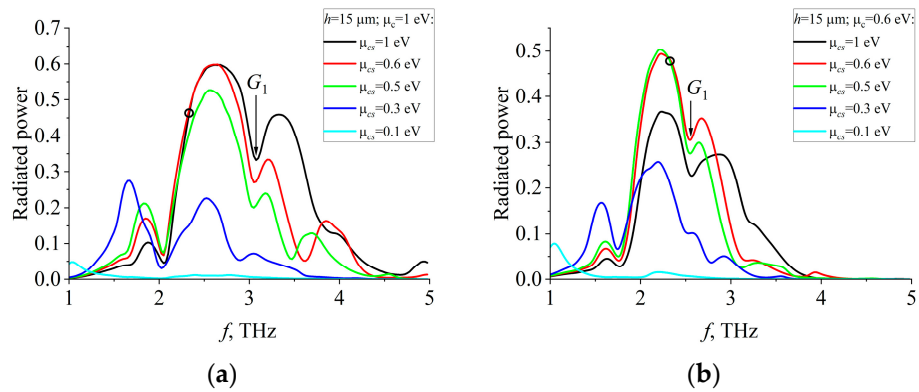 h=15 μm; μc=1 eV:
μcs=1 eV
μcs=0.6 eV
μcs=0.5 eV
μcs=0.3 eV
μcs=0.1 eV
G1
Radiated power
0.7
0.6
0.5
0.4
0.3
0.2
0.1
0.0
1 2 3 4 5
f, THz
(a)
h=15 μm; μc=0.6 eV:
μcs=1 eV
μcs=0.6 eV
μcs=0.5 eV
μcs=0.3 eV
μcs=0.1 eV
G1
Radiated power
0.5
0.4
0.3
0.2
0.1
0.0
1 2 3 4 5
f, THz
(b)